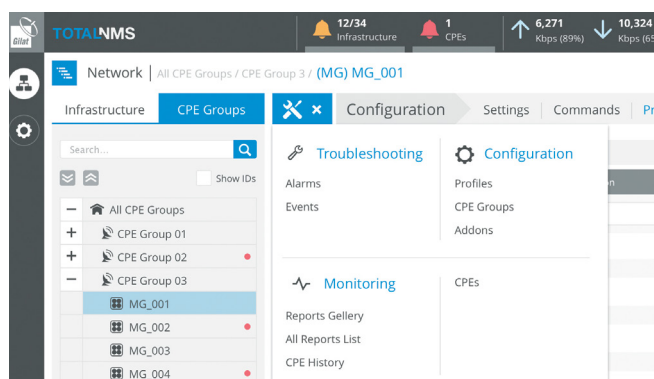 Gilat
TOTALNMS
12/34
Infrastructure
1
CPEs
6,271
Kbps (89%)
10,324
Kbps (65
Network | All CPE Groups / CPE Group 3 / (MG) MG_001
Infrastructure
CPE Groups
Configuration
Settings
Commands
Pr
Search...
Show IDs
All CPE Groups
CPE Group 01
CPE Group 02
CPE Group 03
MG_001
MG_002
MG_003
MG_004
Troubleshooting
Alarms
Events
Configuration
Profiles
CPE Groups
Addons
Monitoring
Reports Gellery
All Reports List
CPE History
CPEs